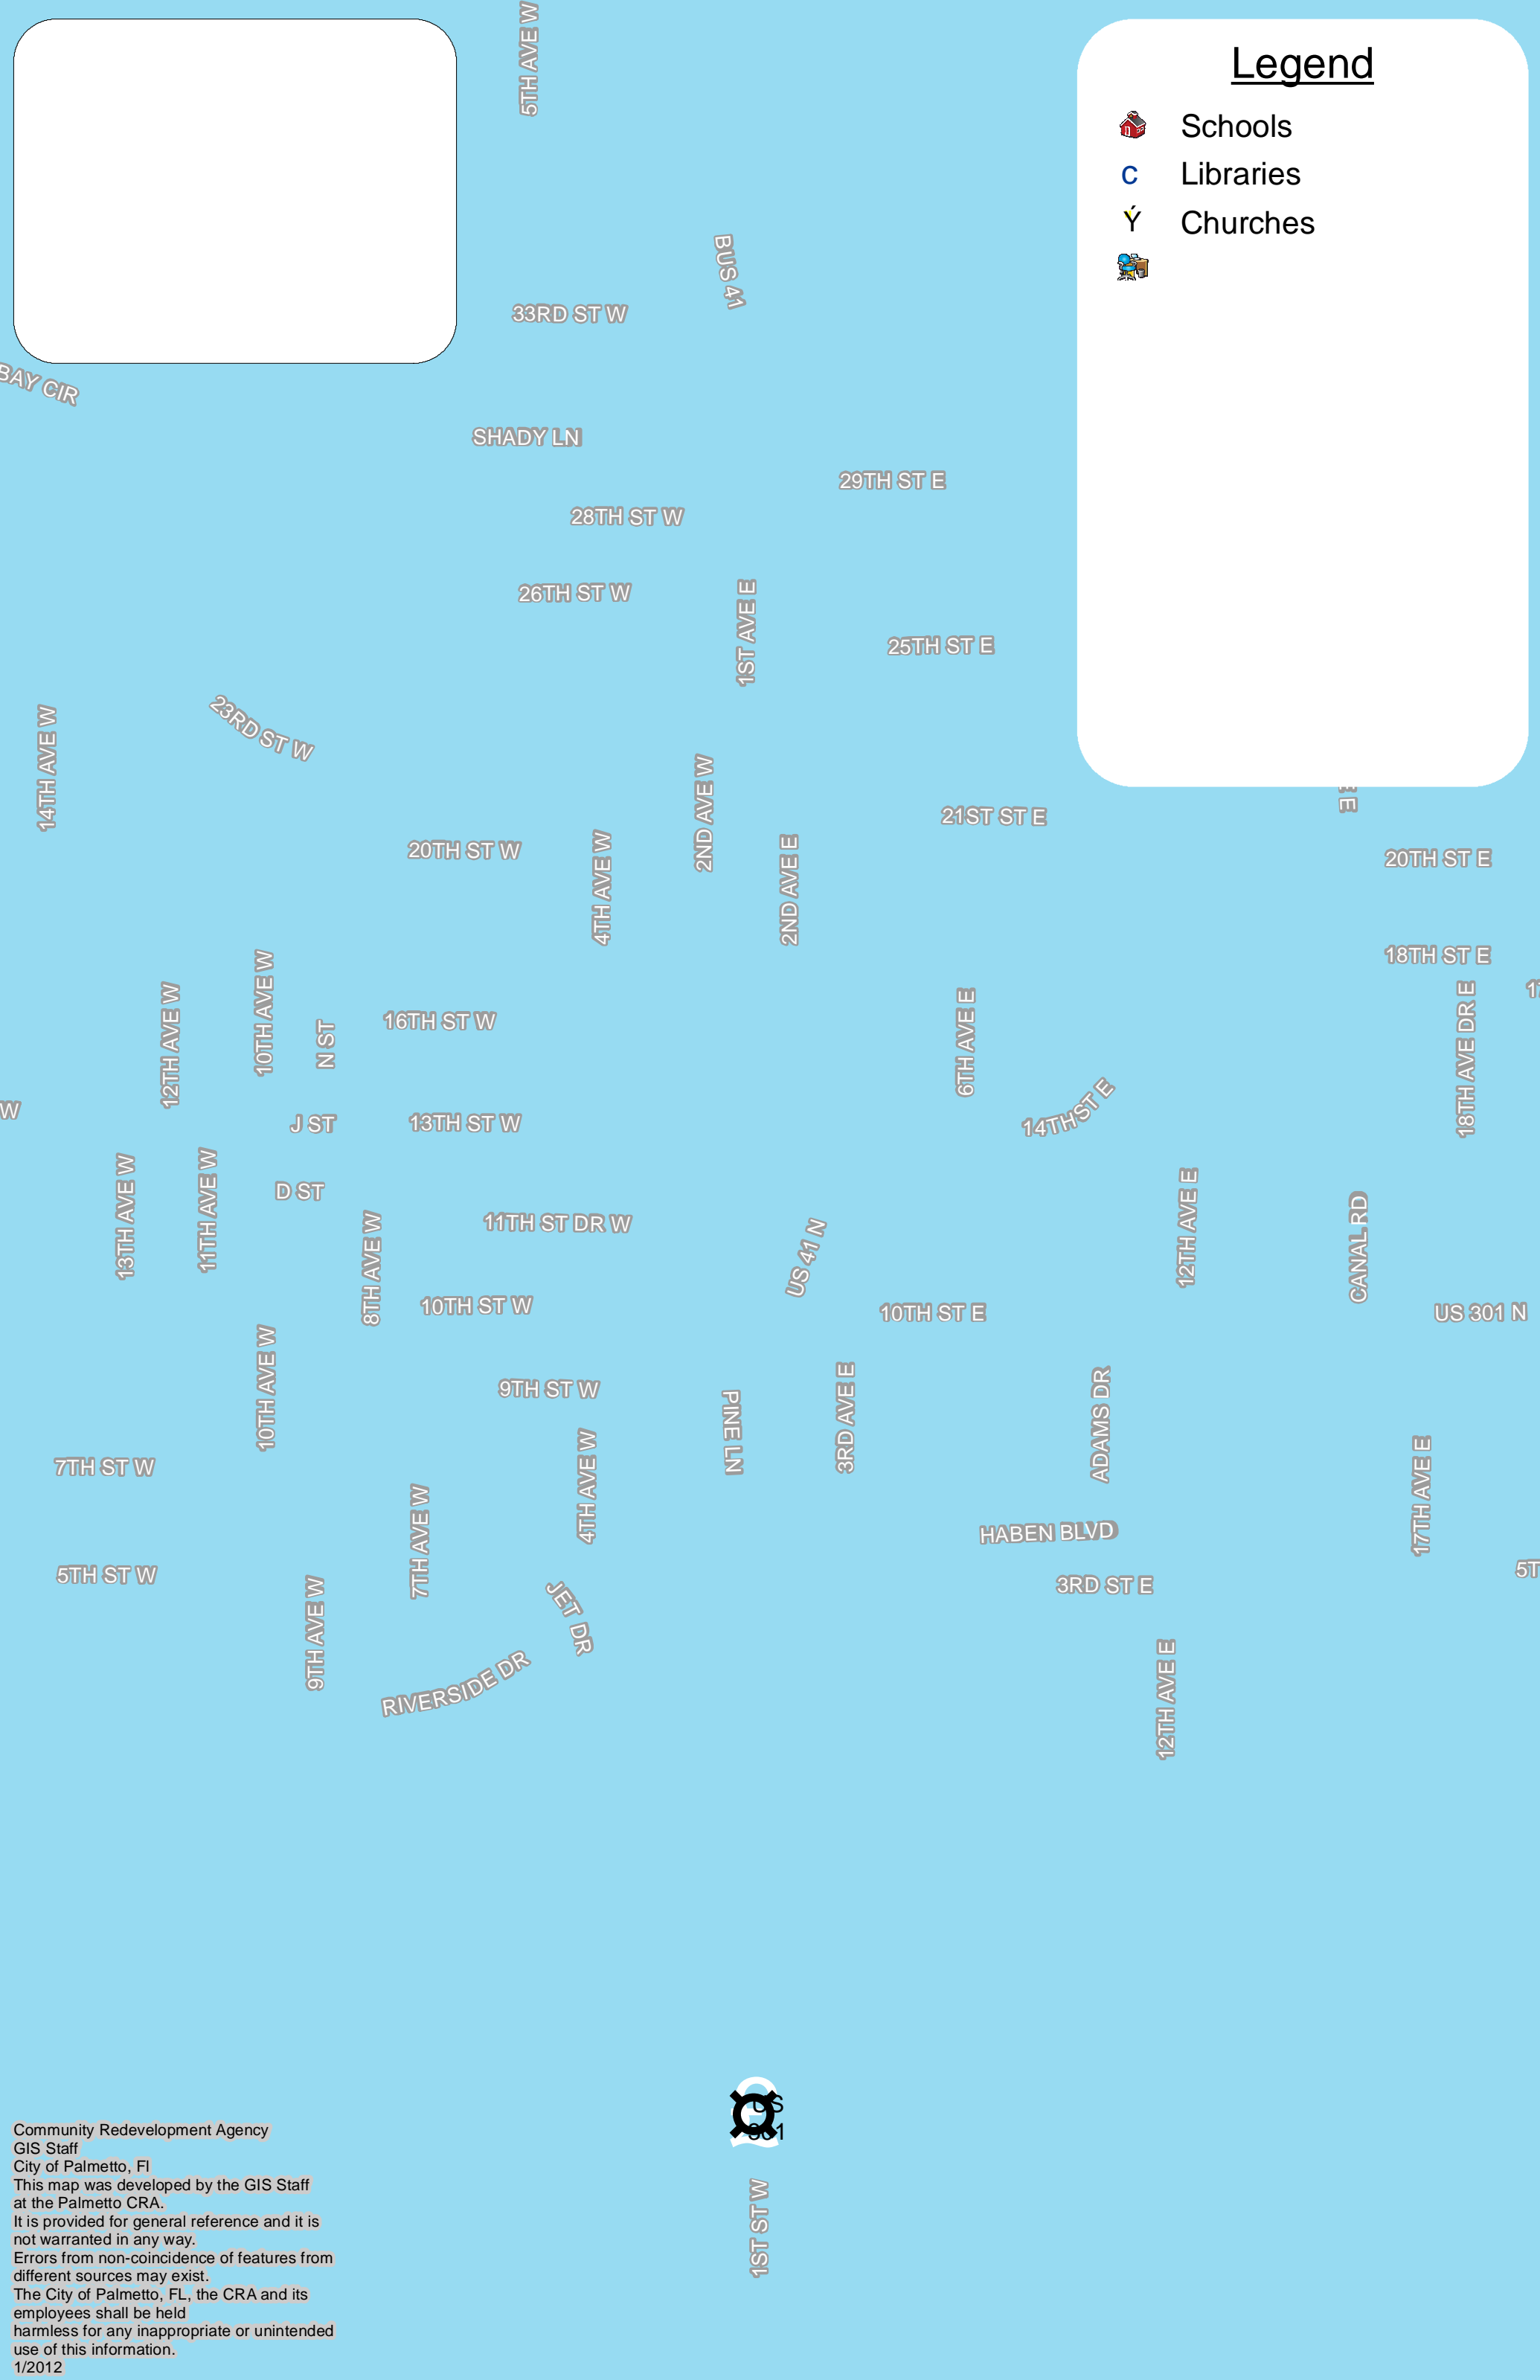 5TH AVE W
Legend
Schools
c Libraries
Ý Churches
BUS 41
33RD ST W
BAY CIR
SHADY LN
29TH ST E
28TH ST W
26TH ST W
1ST AVE E
25TH ST E
23RD ST W
14TH AVE W
2ND AVE W
E
21ST ST E
20TH ST W
4TH AVE W
2ND AVE E
20TH ST E
18TH ST E
10TH AVE W
12TH AVE W
N ST
16TH ST W
6TH AVE E
18TH AVE DR E
14TH ST E
W
J ST
13TH ST W
13TH AVE W
11TH AVE W
D ST
8TH AVE W
11TH ST DR W
US 41 N
12TH AVE E
CANAL RD
10TH ST W
10TH ST E
US 301 N
10TH AVE W
9TH ST W
PINE LN
3RD AVE E
ADAMS DR
7TH ST W
4TH AVE W
17TH AVE E
7TH AVE W
HABEN BLVD
5TH ST W
3RD ST E
5T
9TH AVE W
JET DR
RIVERSIDE DR
12TH AVE E
US
301
1ST ST W
Community Redevelopment Agency
GIS Staff
City of Palmetto, Fl
This map was developed by the GIS Staff
at the Palmetto CRA.
It is provided for general reference and it is
not warranted in any way.
Errors from non-coincidence of features from
different sources may exist.
The City of Palmetto, FL, the CRA and its
employees shall be held
harmless for any inappropriate or unintended
use of this information.
1/2012